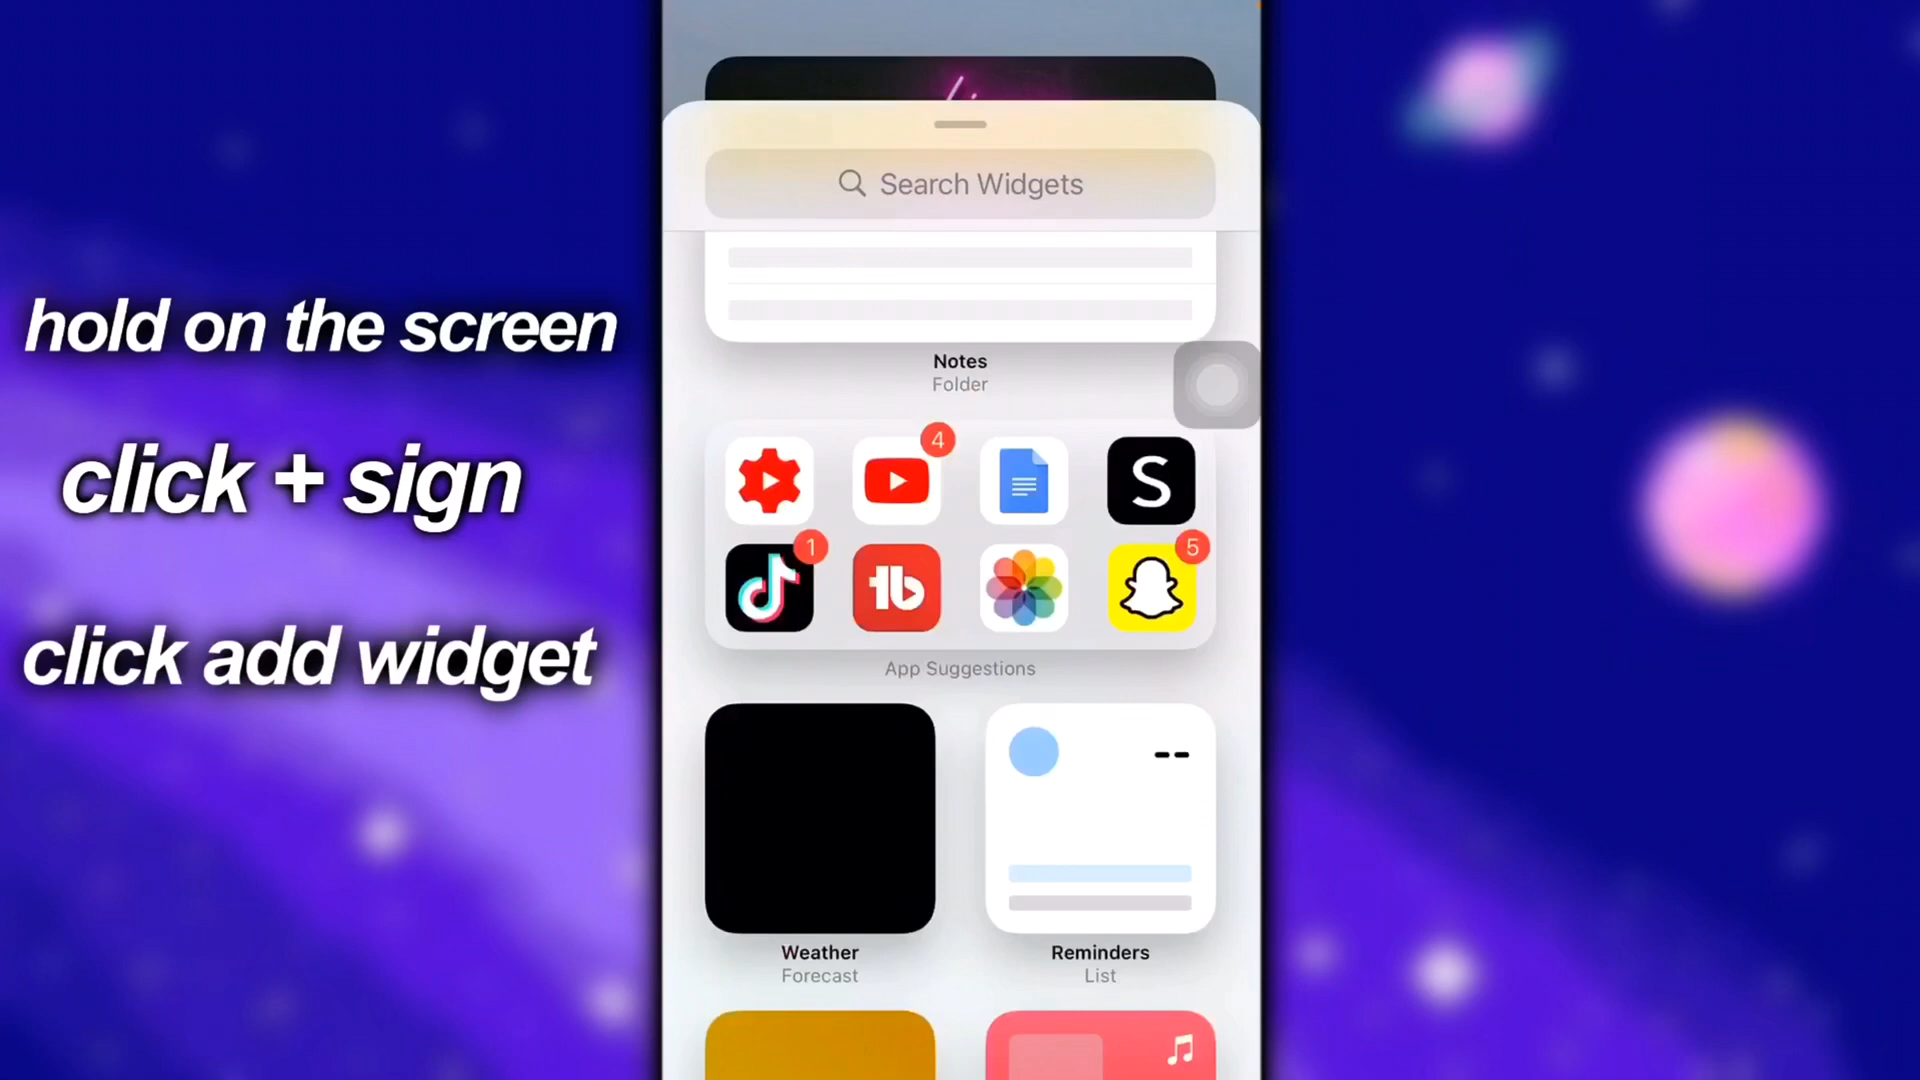 hold on the screen
click + sign
click add widget
Search Widgets
Notes
Folder
4
S
1
tb
5
App Suggestions
--
Weather
Forecast
Reminders
List